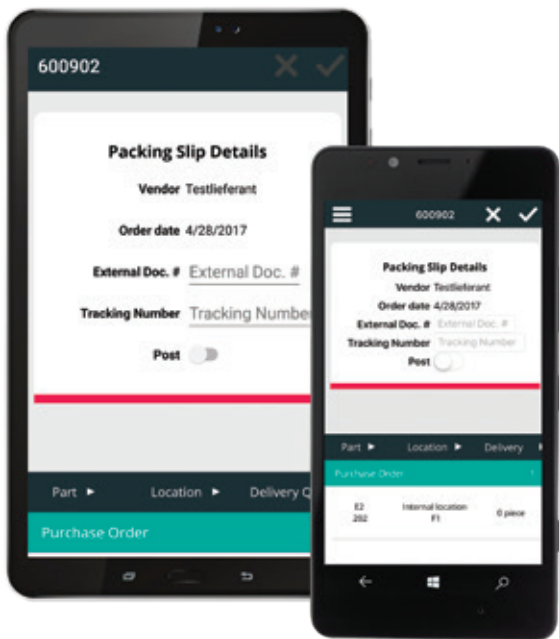 600902
Packing Slip Details
Vendor Testlieferant
Order date 4/28/2017
External Doc. # External Doc. #
Tracking Number Tracking Number
Post
Part Location Delivery Q
Purchase Order
600902
Packing Slip Details
Vendor Testlieferant
Order date 4/28/2017
External Doc. # External Doc. #
Tracking Number Tracking Number
Post
Part Location Delivery
Purchase Order 1
E2 Internal location 0 piece
202 F1